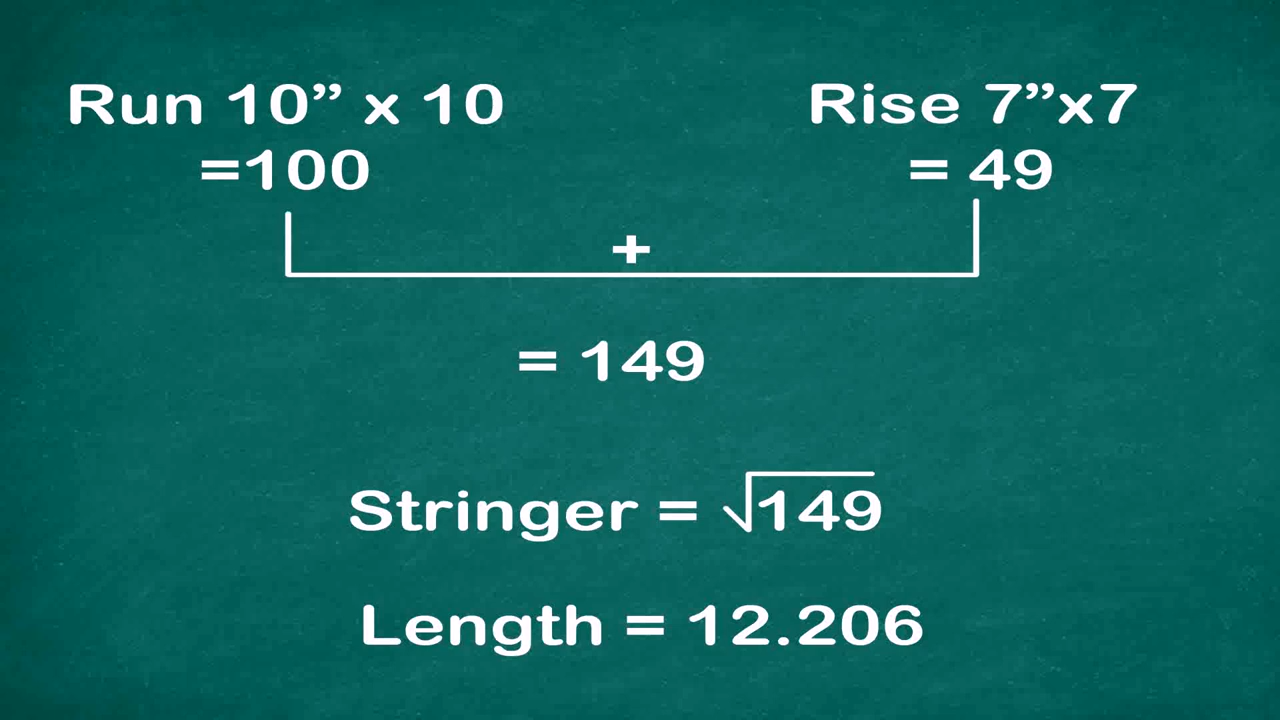 Run 10” x 10
=100
Rise 7”x7
= 49
+
= 149
Stringer = √149
Length = 12.206